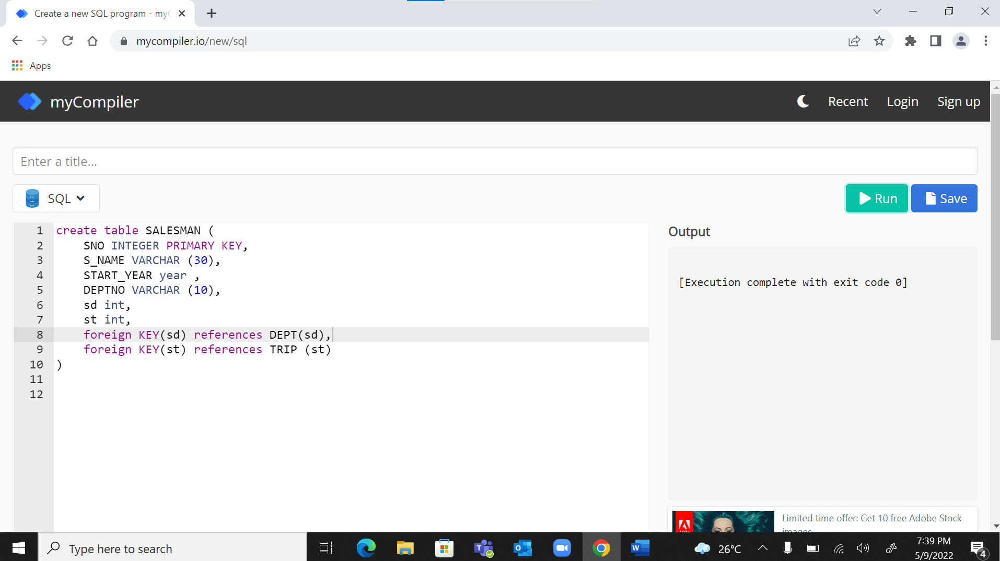 Create a new SQL program - my
mycompiler.io/new/sql
Apps
myCompiler
Recent
Login
Sign up
Enter a title...
SQL
Run
Save
1 create table SALESMAN (
2 SNO INTEGER PRIMARY KEY,
3 S_NAME VARCHAR (30),
4 START_YEAR year ,
5 DEPTNO VARCHAR (10),
6 sd int,
7 st int,
8 foreign KEY(sd) references DEPT(sd),
9 foreign KEY(st) references TRIP (st)
10 )
11
12
Output
[Execution complete with exit code 0]
Limited time offer: Get 10 free Adobe Stock
images
Type here to search
26°C
7:39 PM
5/9/2022
4